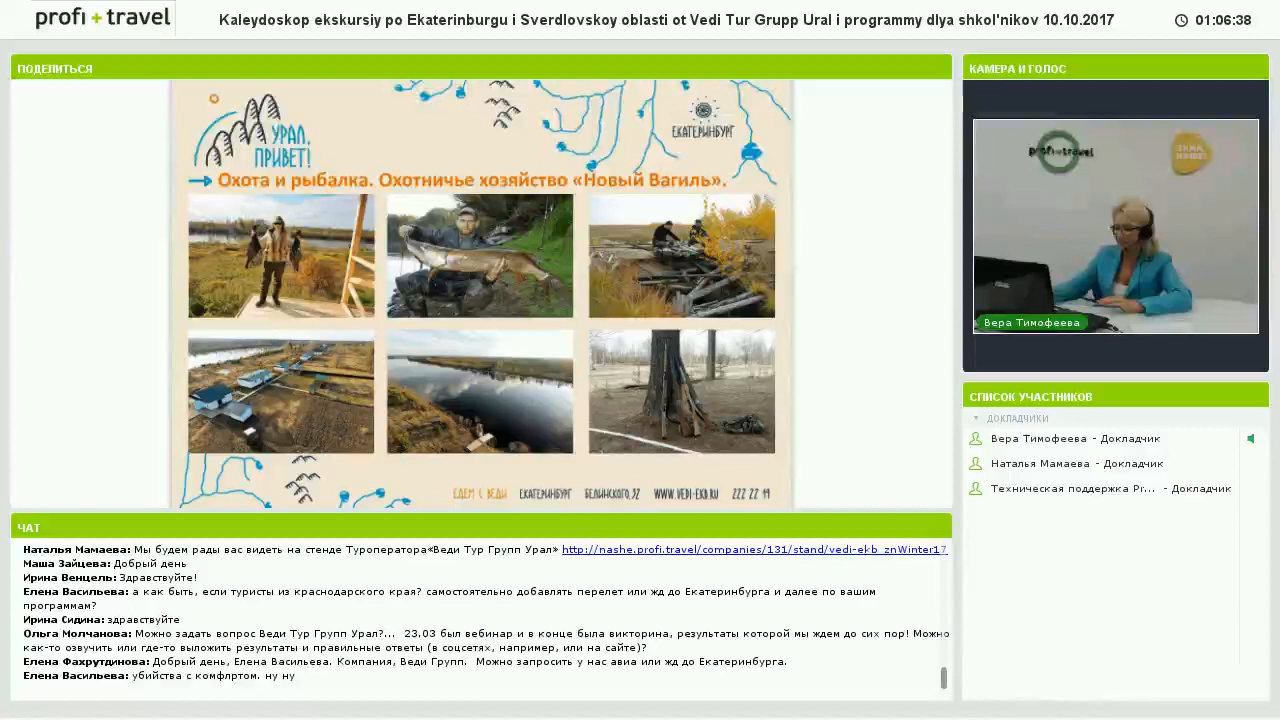 profi + travel
Kaleydoskop ekskursiy po Ekaterinburgu i Sverdlovskoy oblasti ot Vedi Tur Grupp Ural i programmy dlya shkol'nikov 10.10.2017
01:06:38
ПОДЕЛИТЬСЯ
УРАЛ,
ПРИВЕТ!
ЕКАТЕРИНБУРГ
Охота и рыбалка. Охотничье хозяйство «Новый Вагиль».
ЕДЕМ С ВЕДИ ЕКАТЕРИНБУРГ БЕЛИНСКОГО,32 WWW.VEDI-EKB.RU 222 22 19
КАМЕРА И ГОЛОС
profi travel
Вера Тимофеева
СПИСОК УЧАСТНИКОВ
ДОКЛАДЧИКИ
Вера Тимофеева - Докладчик
Наталья Мамаева - Докладчик
Техническая поддержка Pr... - Докладчик
ЧАТ
Наталья Мамаева: Мы будем рады вас видеть на стенде Туроператора«Веди Тур Групп Урал» http://nashe.profi.travel/companies/131/stand/vedi-ekb_znWinter17
Маша Зайцева: Добрый день
Ирина Венцель: Здравствуйте!
Елена Васильева: а как быть, если туристы из краснодарского края? самостоятельно добавлять перелет или жд до Екатеринбурга и далее по вашим
программам?
Ирина Сидина: здравствуйте
Ольга Молчанова: Можно задать вопрос Веди Тур Групп Урал?... 23.03 был вебинар и в конце была викторина, результаты которой мы ждем до сих пор! Можно
как-то озвучить или где-то выложить результаты и правильные ответы (в соцсетях, например, или на сайте)?
Елена Фахрутдинова: Добрый день, Елена Васильева. Компания, Веди Групп. Можно запросить у нас авиа или жд до Екатеринбурга.
Елена Васильева: убийства с комфлртом. ну ну